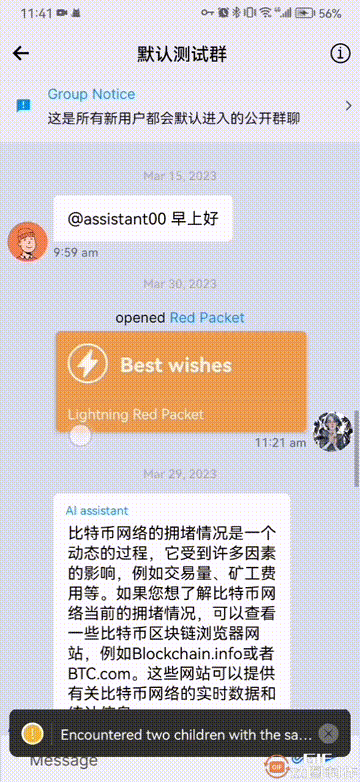 11:41
56%
默认测试群
Group Notice
这是所有新用户都会默认进入的公开群聊
Mar 15, 2023
@assistant00 早上好
9:59 am
Mar 30, 2023
opened Red Packet
Best wishes
Lightning Red Packet
11:21 am
Mar 29, 2023
AI assistant
比特币网络的拥堵情况是一个
动态的过程，它受到许多因素
的影响，例如交易量、矿工费
用等。如果您想了解比特币网
络当前的拥堵情况，可以查看
一些比特币区块链浏览器网
站，例如Blockchain.info或者
BTC.com。这些网站可以提供
有关比特币网络的实时数据和
Encountered two children with the sa...
Message
GIF
GIF